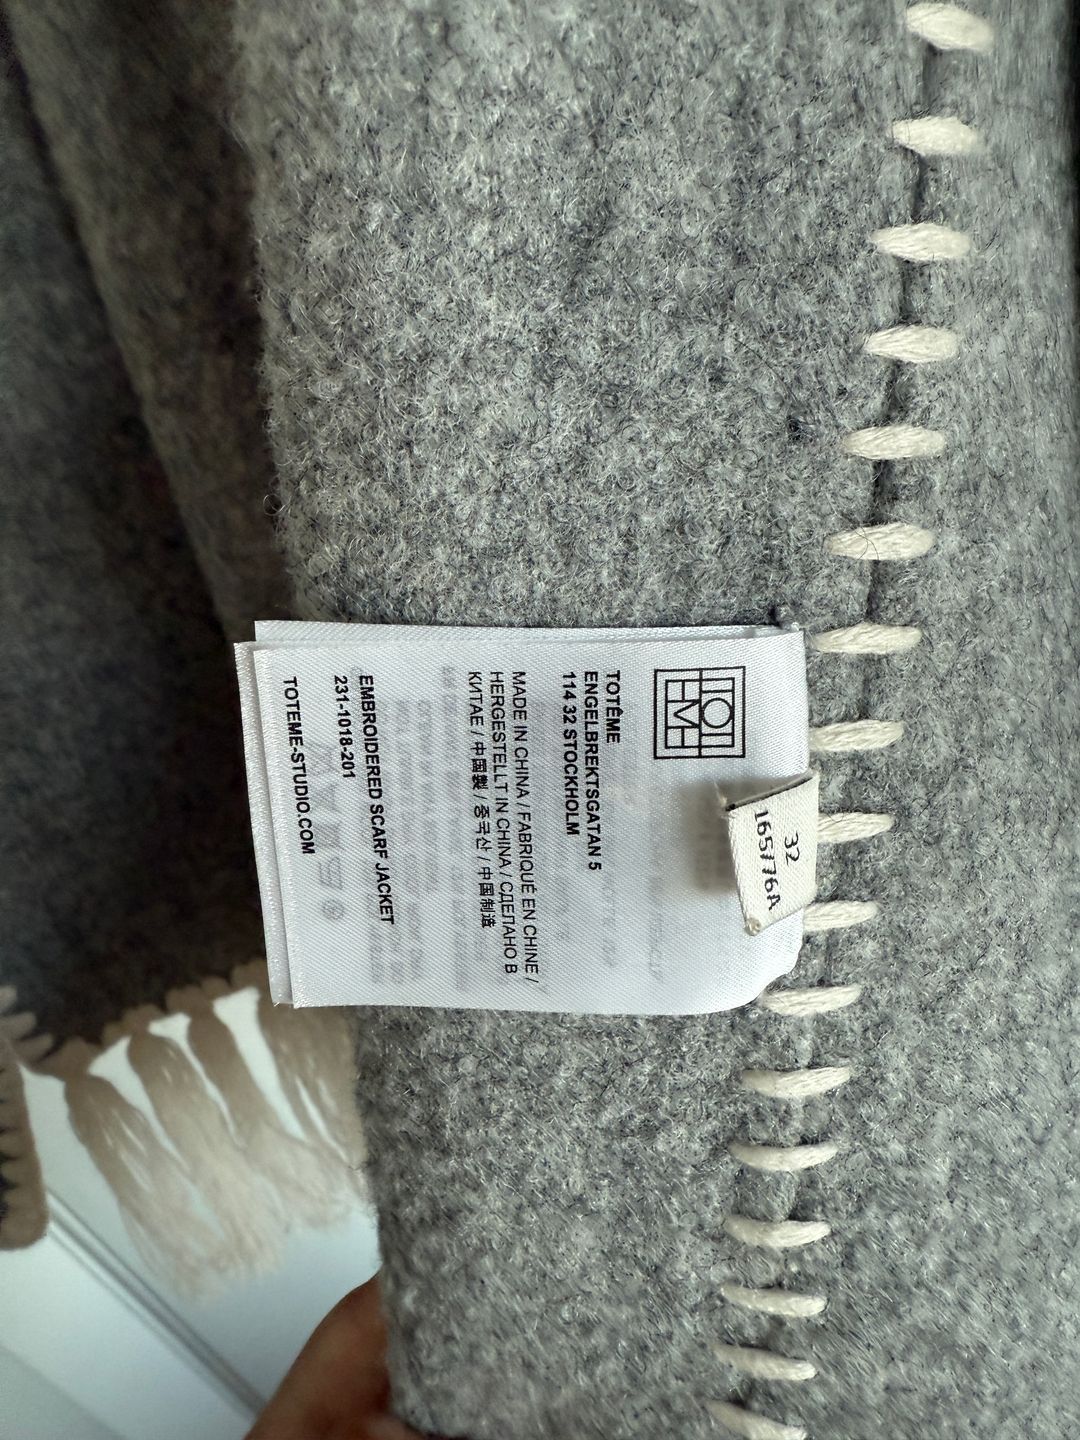 TOTÊME
TOTÊME
ENGELBREKTSGATAN 5
114 32 STOCKHOLM
MADE IN CHINA / FABRIQUÉ EN CHINE /
HERGESTELLT IN CHINA / СДЕЛАНО В
КИТАЕ / 中国製 / 중국산 / 中国制造
EMBROIDERED SCARF JACKET
231-1018-201
TOTEME-STUDIO.COM
32
165/76A